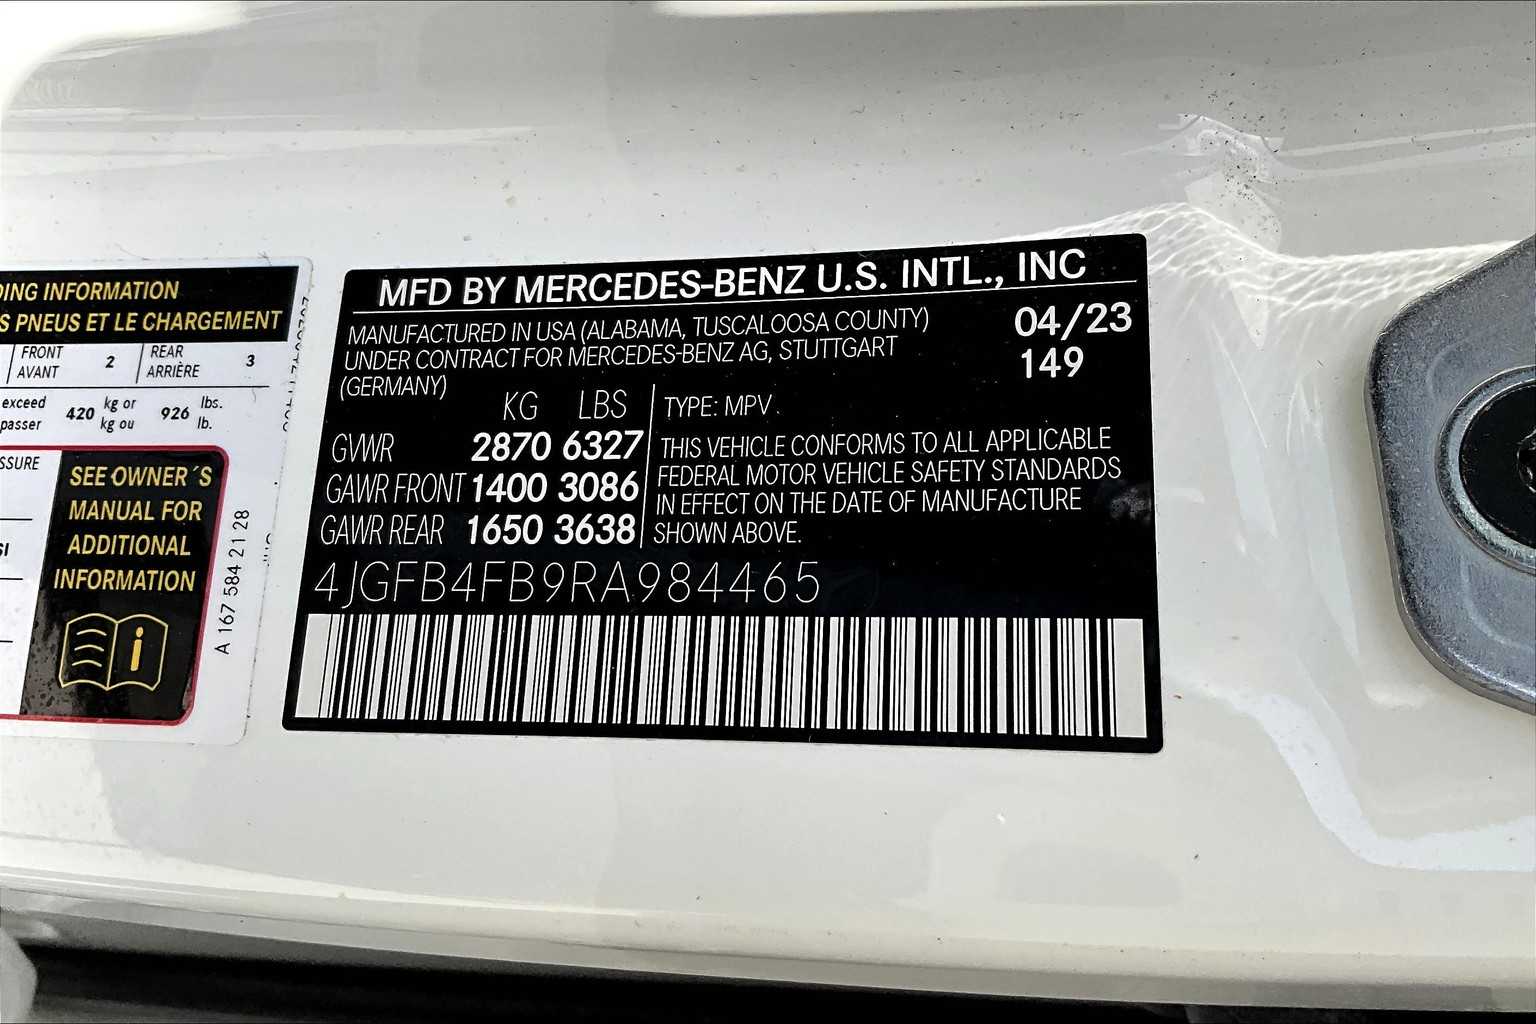 DING INFORMATION
S PNEUS ET LE CHARGEMENT
FRONT
AVANT
2
REAR
ARRIÈRE
3
exceed
passer
420
kg or
kg ou
926
lbs.
lb.
SSURE
SI
SEE OWNER´S
MANUAL FOR
ADDITIONAL
INFORMATION
i
A 167 584 21 28
MFD BY MERCEDES-BENZ U.S. INTL., INC
MANUFACTURED IN USA (ALABAMA, TUSCALOOSA COUNTY)
UNDER CONTRACT FOR MERCEDES-BENZ AG, STUTTGART
(GERMANY)
04/23
149
KG LBS
GVWR 2870 6327
GAWR FRONT 1400 3086
GAWR REAR 1650 3638
TYPE: MPV.
THIS VEHICLE CONFORMS TO ALL APPLICABLE
FEDERAL MOTOR VEHICLE SAFETY STANDARDS
IN EFFECT ON THE DATE OF MANUFACTURE
SHOWN ABOVE.
4JGFB4FB9RA984465